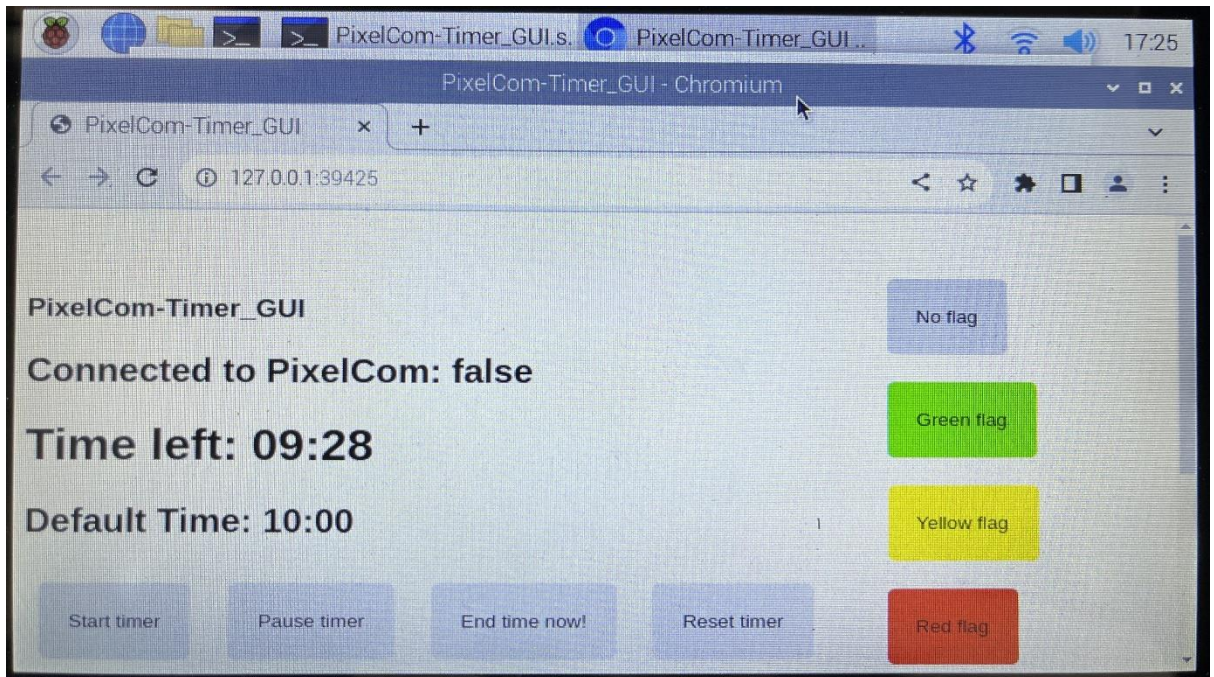 >_ >_ PixelCom-Timer_GUI.s. PixelCom-Timer_GUI... 17:25
PixelCom-Timer_GUI - Chromium
PixelCom-Timer_GUI × +
127.0.0.1:39425
PixelCom-Timer_GUI
Connected to PixelCom: false
Time left: 09:28
Default Time: 10:00
Start timer Pause timer End time now! Reset timer
No flag
Green flag
Yellow flag
Red flag